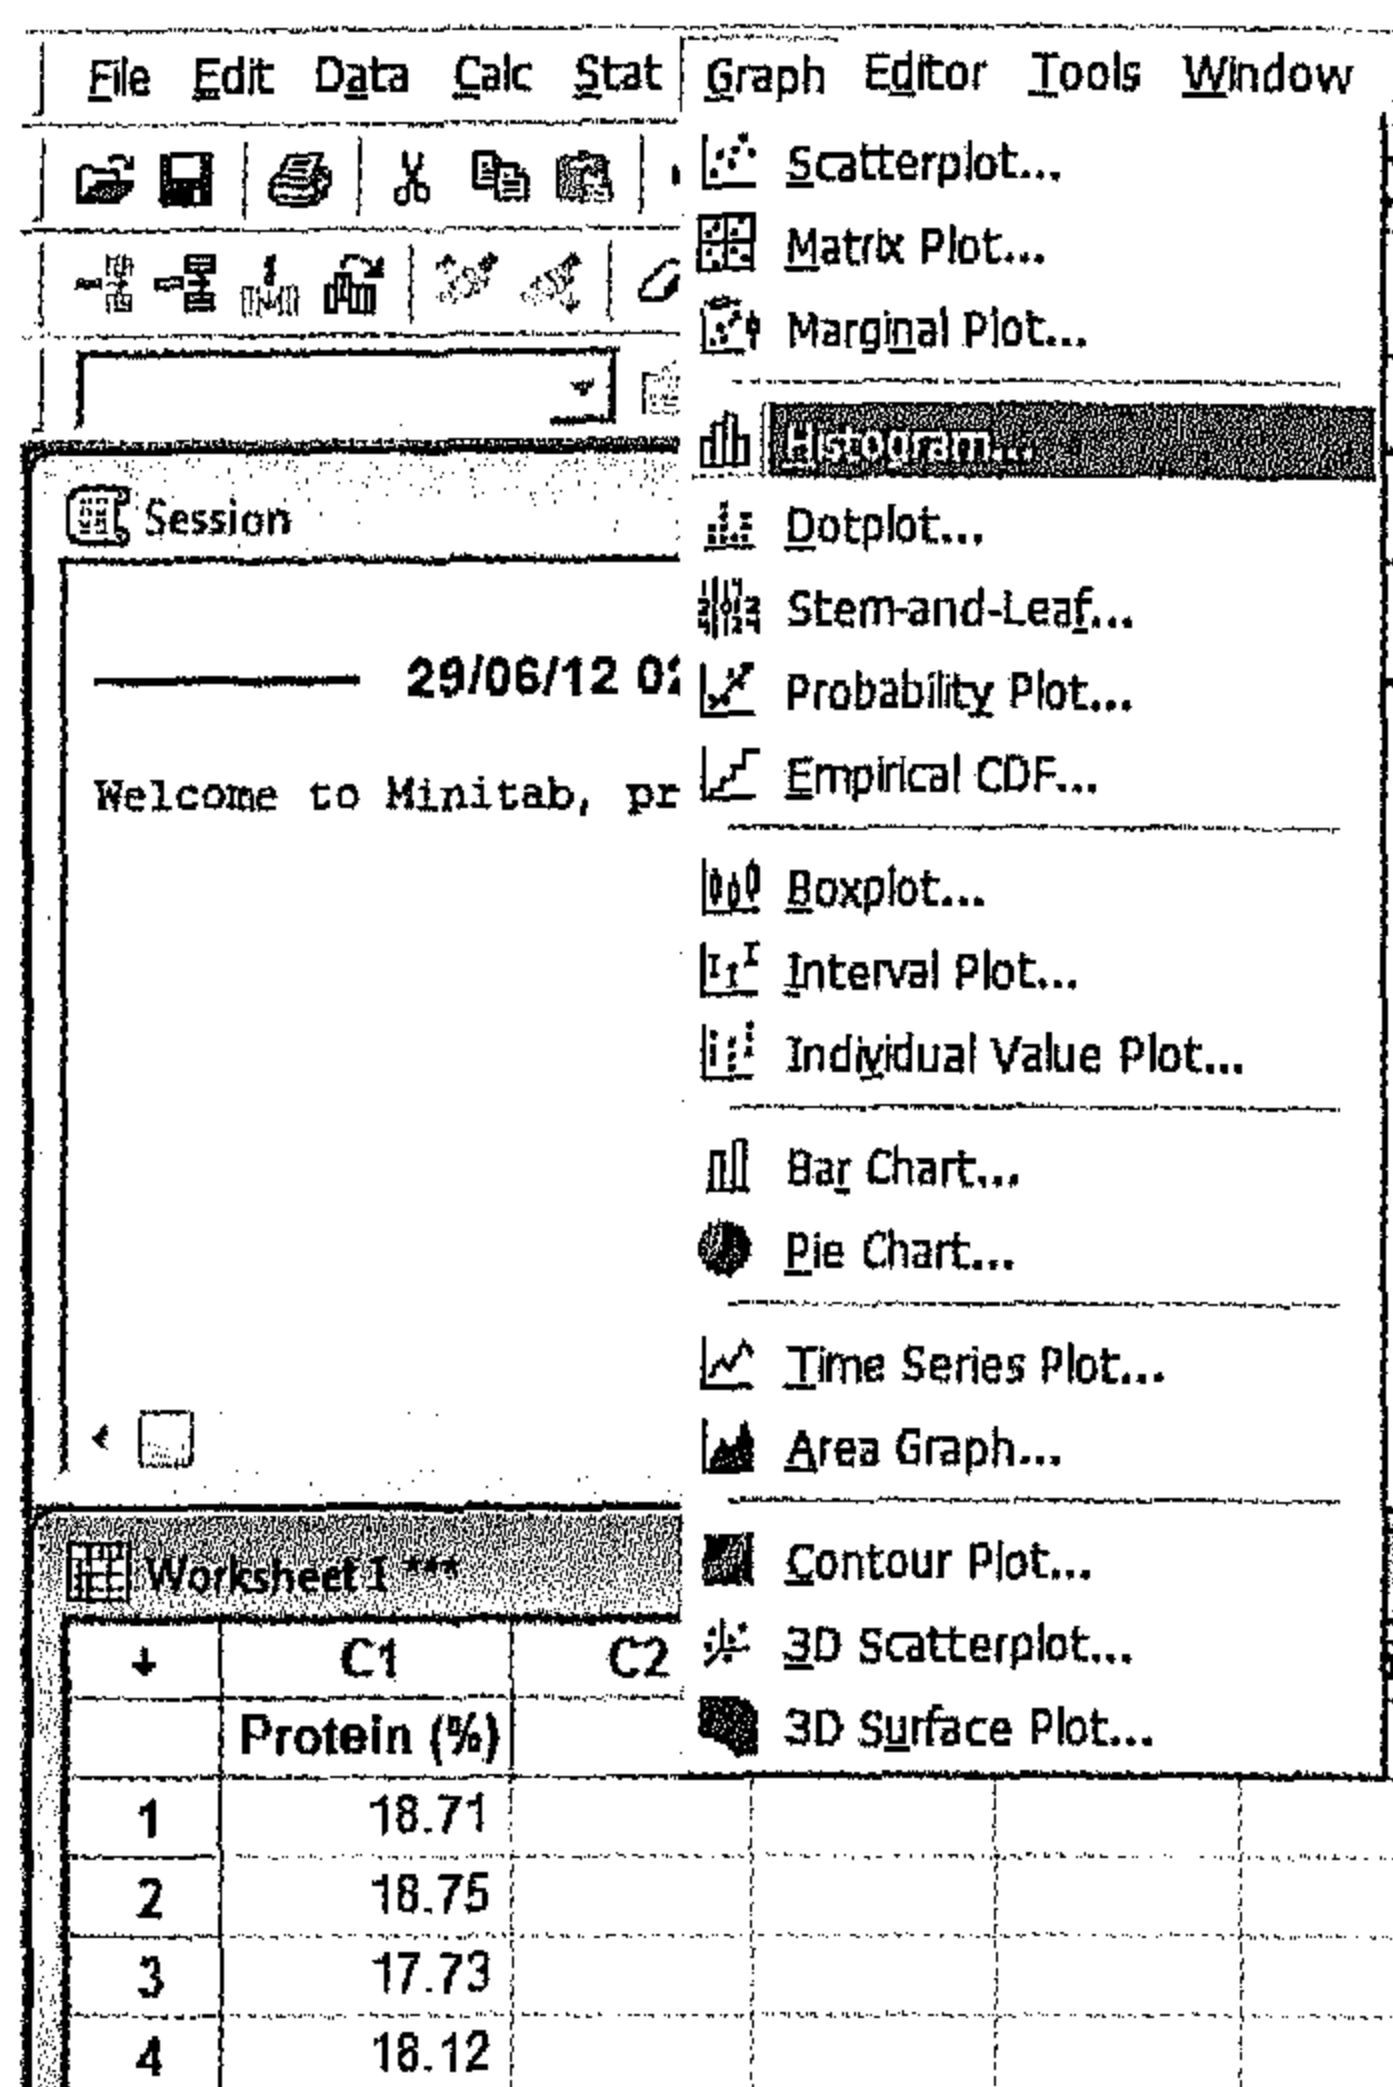 File Edit Data Calc Stat Graph Editor Tools Window
Scatterplot...
Matrix Plot...
Marginal Plot...
Histogram...
Dotplot...
Stem-and-Leaf...
Probability Plot...
Empirical CDF...
Boxplot...
Interval Plot...
Individual Value Plot...
Bar Chart...
Pie Chart...
Time Series Plot...
Area Graph...
Contour Plot...
3D Scatterplot...
3D Surface Plot...
Session
29/06/12 02
Welcome to Minitab, pr
Worksheet 1 ***
C1 C2
Protein (%)
1 18.71
2 18.75
3 17.73
4 18.12